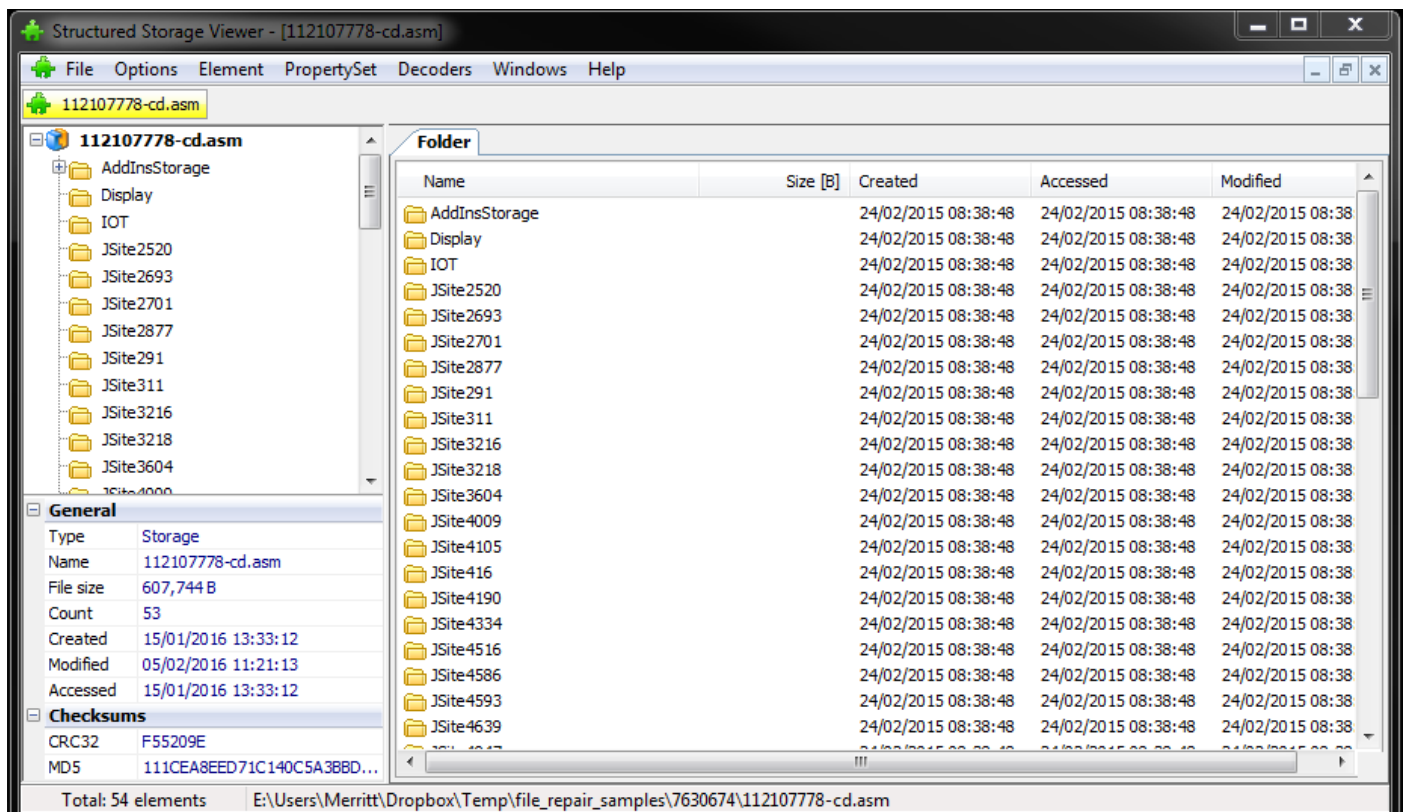 Structured Storage Viewer - [112107778-cd.asm]
File Options Element PropertySet Decoders Windows Help
112107778-cd.asm
112107778-cd.asm
AddInsStorage
Display
IOT
JSite2520
JSite2693
JSite2701
JSite2877
JSite291
JSite311
JSite3216
JSite3218
JSite3604
JSite4009
General
Type Storage
Name 112107778-cd.asm
File size 607,744 B
Count 53
Created 15/01/2016 13:33:12
Modified 05/02/2016 11:21:13
Accessed 15/01/2016 13:33:12
Checksums
CRC32 F55209E
MD5 111CEA8EED71C140C5A3BBD...
Folder
Name Size [B] Created Accessed Modified
AddInsStorage 24/02/2015 08:38:48 24/02/2015 08:38:48 24/02/2015 08:38
Display 24/02/2015 08:38:48 24/02/2015 08:38:48 24/02/2015 08:38
IOT 24/02/2015 08:38:48 24/02/2015 08:38:48 24/02/2015 08:38
JSite2520 24/02/2015 08:38:48 24/02/2015 08:38:48 24/02/2015 08:38
JSite2693 24/02/2015 08:38:48 24/02/2015 08:38:48 24/02/2015 08:38
JSite2701 24/02/2015 08:38:48 24/02/2015 08:38:48 24/02/2015 08:38
JSite2877 24/02/2015 08:38:48 24/02/2015 08:38:48 24/02/2015 08:38
JSite291 24/02/2015 08:38:48 24/02/2015 08:38:48 24/02/2015 08:38
JSite311 24/02/2015 08:38:48 24/02/2015 08:38:48 24/02/2015 08:38
JSite3216 24/02/2015 08:38:48 24/02/2015 08:38:48 24/02/2015 08:38
JSite3218 24/02/2015 08:38:48 24/02/2015 08:38:48 24/02/2015 08:38
JSite3604 24/02/2015 08:38:48 24/02/2015 08:38:48 24/02/2015 08:38
JSite4009 24/02/2015 08:38:48 24/02/2015 08:38:48 24/02/2015 08:38
JSite4105 24/02/2015 08:38:48 24/02/2015 08:38:48 24/02/2015 08:38
JSite416 24/02/2015 08:38:48 24/02/2015 08:38:48 24/02/2015 08:38
JSite4190 24/02/2015 08:38:48 24/02/2015 08:38:48 24/02/2015 08:38
JSite4334 24/02/2015 08:38:48 24/02/2015 08:38:48 24/02/2015 08:38
JSite4516 24/02/2015 08:38:48 24/02/2015 08:38:48 24/02/2015 08:38
JSite4586 24/02/2015 08:38:48 24/02/2015 08:38:48 24/02/2015 08:38
JSite4593 24/02/2015 08:38:48 24/02/2015 08:38:48 24/02/2015 08:38
JSite4639 24/02/2015 08:38:48 24/02/2015 08:38:48 24/02/2015 08:38
Total: 54 elements E:\Users\Merritt\Dropbox\Temp\file_repair_samples\7630674\112107778-cd.asm